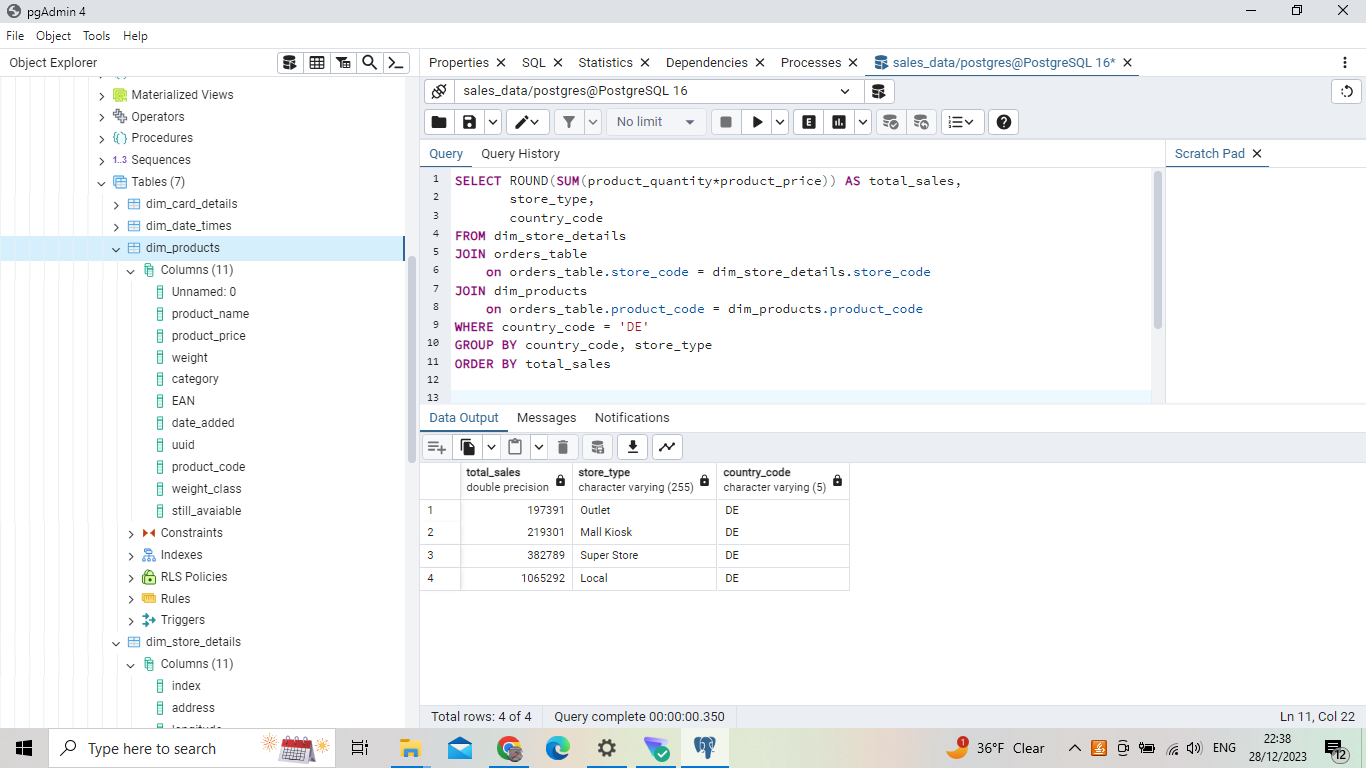 pgAdmin 4
File Object Tools Help
Object Explorer
Materialized Views
Operators
Procedures
1..3 Sequences
Tables (7)
dim_card_details
dim_date_times
dim_products
Columns (11)
Unnamed: 0
product_name
product_price
weight
category
EAN
date_added
uuid
product_code
weight_class
still_avaiable
Constraints
Indexes
RLS Policies
Rules
Triggers
dim_store_details
Columns (11)
index
address
Properties SQL Statistics Dependencies Processes sales_data/postgres@PostgreSQL 16*
sales_data/postgres@PostgreSQL 16
No limit E
Query Query History
Scratch Pad
1 SELECT ROUND(SUM(product_quantity*product_price)) AS total_sales,
2 store_type,
3 country_code
4 FROM dim_store_details
5 JOIN orders_table
6 on orders_table.store_code = dim_store_details.store_code
7 JOIN dim_products
8 on orders_table.product_code = dim_products.product_code
9 WHERE country_code = 'DE'
10 GROUP BY country_code, store_type
11 ORDER BY total_sales
12
13
Data Output Messages Notifications
total_sales store_type country_code
double precision character varying (255) character varying (5)
1 197391 Outlet DE
2 219301 Mall Kiosk DE
3 382789 Super Store DE
4 1065292 Local DE
Total rows: 4 of 4 Query complete 00:00:00.350 Ln 11, Col 22
Type here to search
1 36°F Clear ENG 22:38
28/12/2023 12